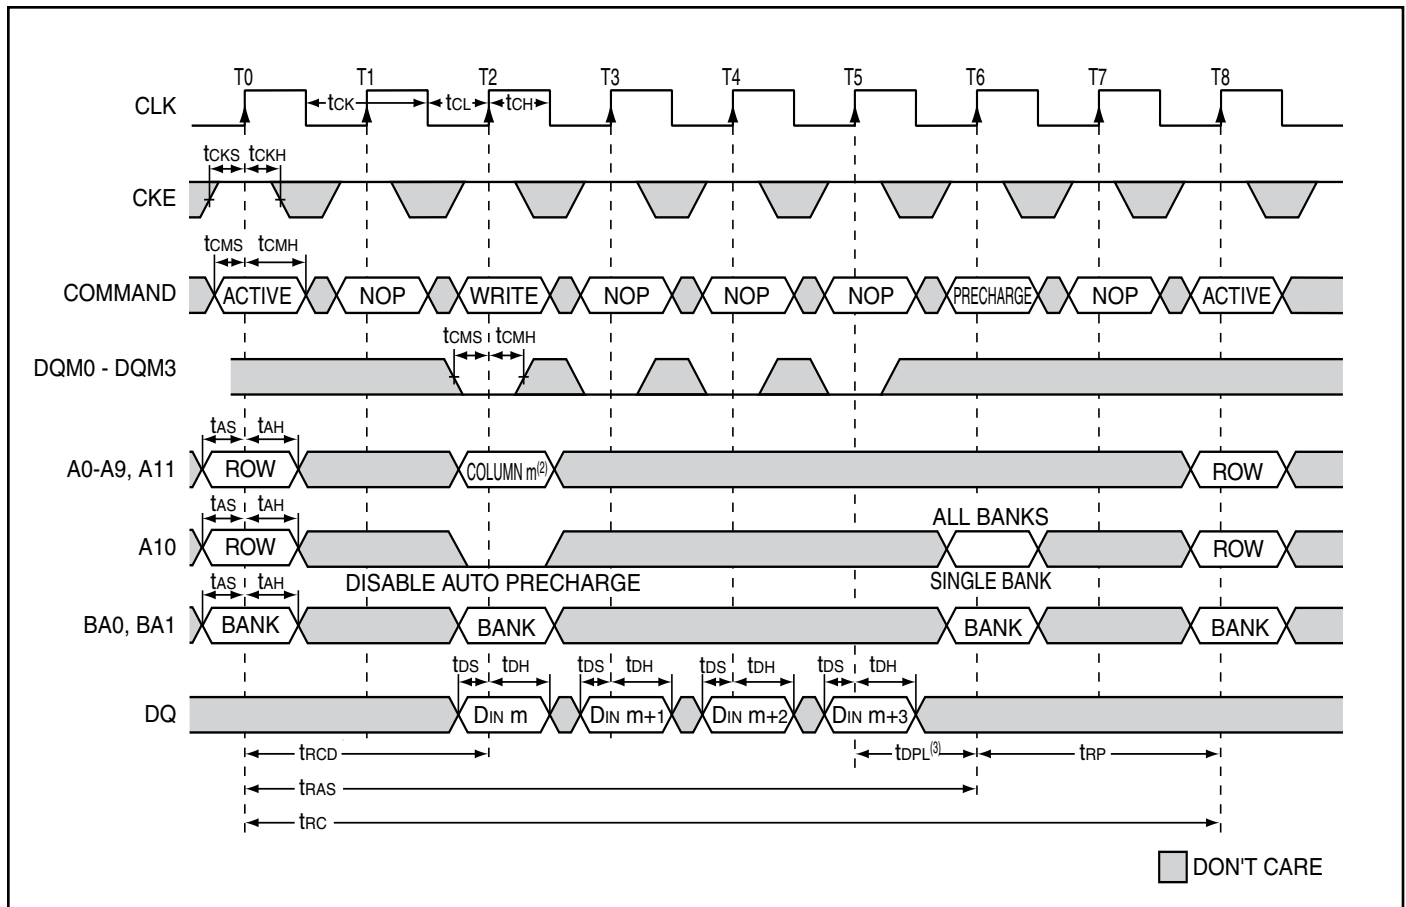 T0 T1 T2 T3 T4 T5 T6 T7 T8
CLK tCK tCL tCH
tCKS tCKH
CKE
tCMS tCMH
COMMAND ACTIVE NOP WRITE NOP NOP NOP PRECHARGE NOP ACTIVE
tCMS tCMH
DQM0 - DQM3
tAS tAH
A0-A9, A11 ROW COLUMN m(2) ROW
tAS tAH ALL BANKS
A10 ROW ROW
tAS tAH DISABLE AUTO PRECHARGE SINGLE BANK
BA0, BA1 BANK BANK BANK BANK
tDS tDH tDS tDH tDS tDH tDS tDH
DQ DIN m DIN m+1 DIN m+2 DIN m+3
tRCD tDPL(3) tRP
tRAS
tRC
DON'T CARE